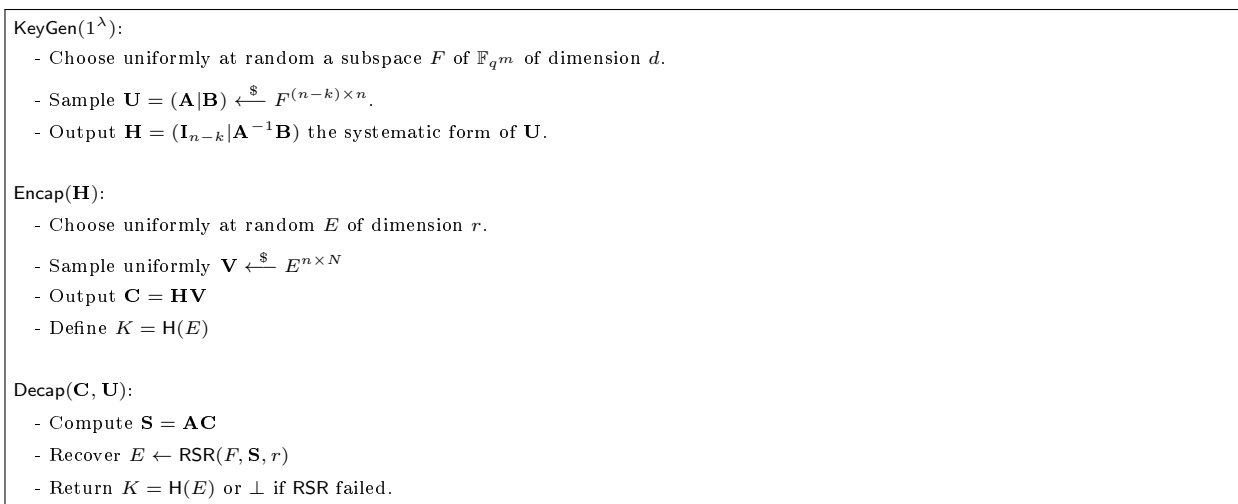 KeyGen(1^λ):
- Choose uniformly at random a subspace F of 𝔽_{q^m} of dimension d.
- Sample U = (A|B) ←$ F^{(n−k)×n}.
- Output H = (I_{n−k}|A^{−1}B) the systematic form of U.
Encap(H):
- Choose uniformly at random E of dimension r.
- Sample uniformly V ←$ E^{n×N}
- Output C = HV
- Define K = H(E)
Decap(C, U):
- Compute S = AC
- Recover E ← RSR(F, S, r)
- Return K = H(E) or ⊥ if RSR failed.